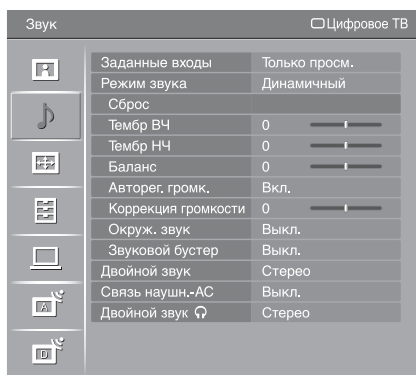 Звук Цифровое ТВ
Заданные входы Только просм.
Режим звука Динамичный
Сброс
Тембр ВЧ 0
Тембр НЧ 0
Баланс 0
Авторег. громк. Вкл.
Коррекция громкости 0
Окруж. звук Выкл.
Звуковой бустер Выкл.
Двойной звук Стерео
Связь наушн.-АС Выкл.
A
Двойной звук Стерео
D